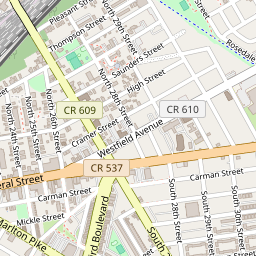 Pleasant Street
Thompson Street
North 29th Street
Saunders Street
Rosedale
High Street
North 28th Street
CR 609
CR 610
Cramer Street
Westfield Avenue
North 24th Street
North 25th Street
North 26th Street
eral Street
CR 537
Carman Street
Carman Street
Mickle Street
Marlton Pke
rd Boulevard
South 28th Street
South 29th Street
South 30th Street
South